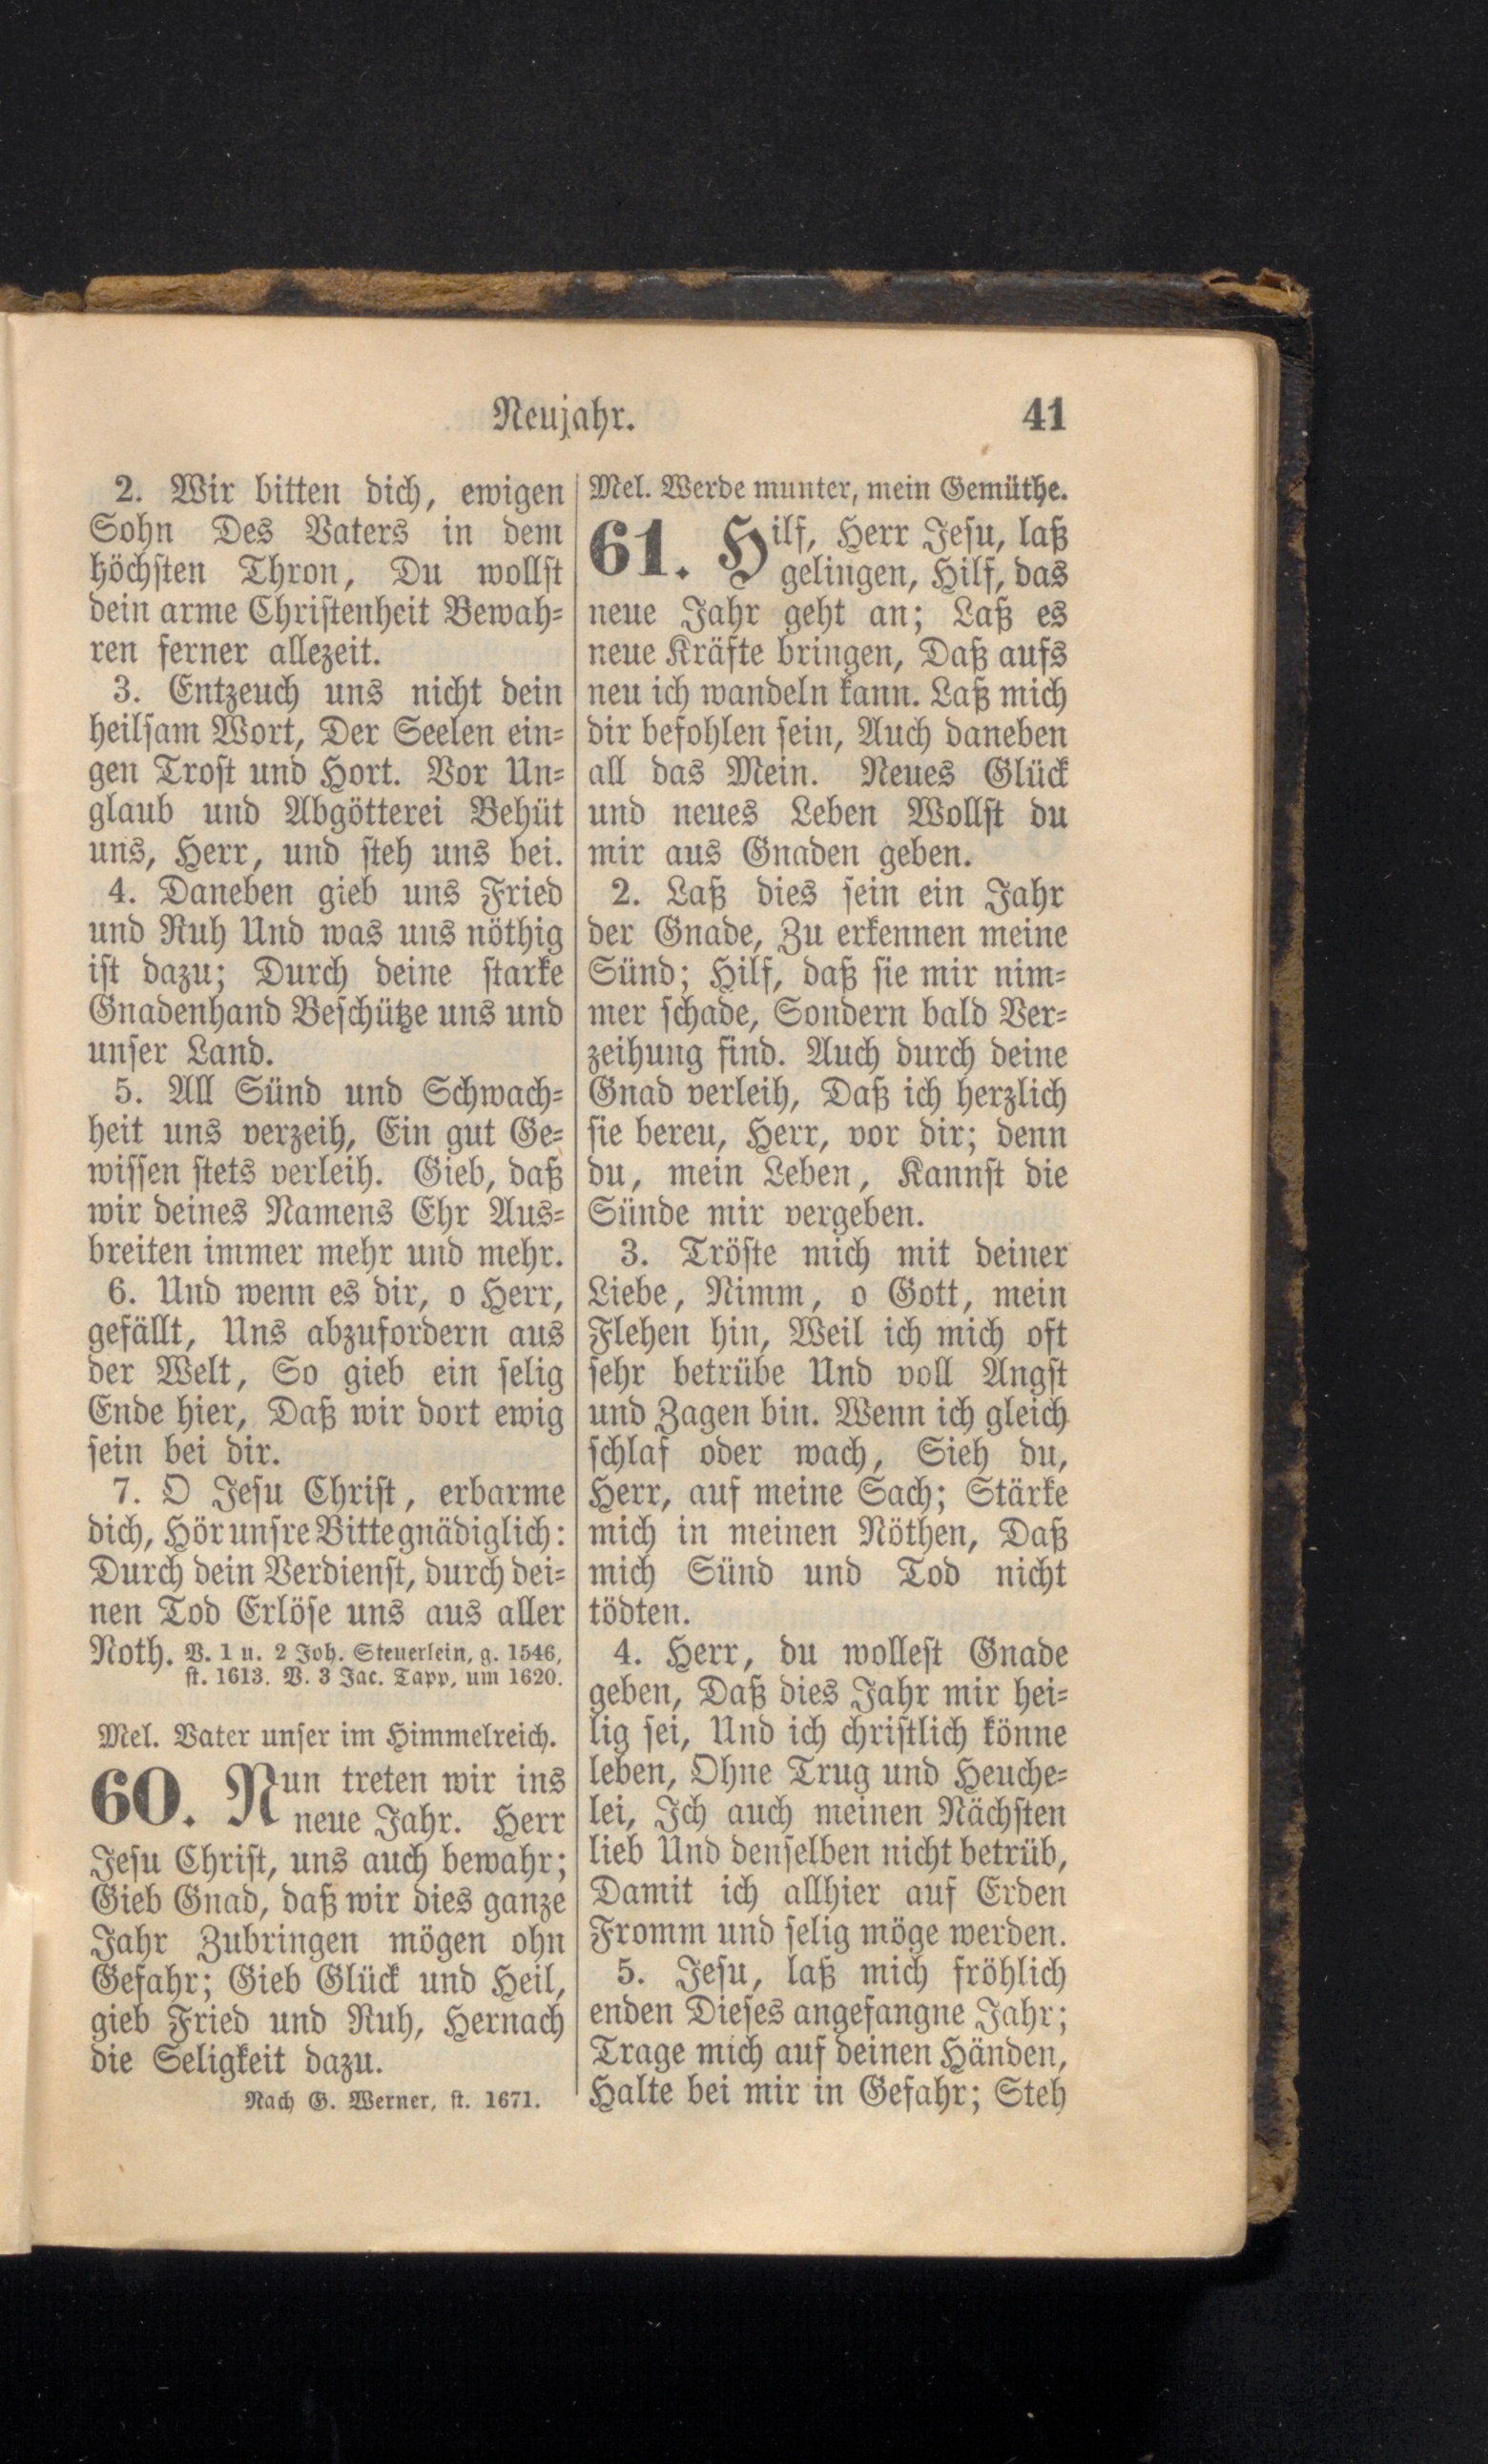 Neujahr. 41
2. Wir bitten dich, ewigen
Sohn Des Vaters in dem
höchsten Thron, Du wollst
dein arme Christenheit Bewah-
ren ferner allezeit.
3. Entzeuch uns nicht dein
heilsam Wort, Der Seelen ein-
gen Trost und Hort. Vor Un-
glaub und Abgötterei Behüt
uns, Herr, und steh uns bei.
4. Daneben gieb uns Fried
und Ruh Und was uns nöthig
ist dazu; Durch deine starke
Gnadenhand Beschütze uns und
unser Land.
5. All Sünd und Schwach-
heit uns verzeih, Ein gut Ge-
wissen stets verleih. Gieb, daß
wir deines Namens Ehr Aus-
breiten immer mehr und mehr.
6. Und wenn es dir, o Herr,
gefällt, Uns abzufordern aus
der Welt, So gieb ein selig
Ende hier, Daß wir dort ewig
sein bei dir.
7. O Jesu Christ, erbarme
dich, Hör unsre Bitte gnädiglich:
Durch dein Verdienst, durch dei-
nen Tod Erlöse uns aus aller
Noth. V. 1 u. 2 Joh. Steuerlein, g. 1546,
st. 1613. V. 3 Jac. Tapp, um 1620.
Mel. Vater unser im Himmelreich.
60. Nun treten wir ins
neue Jahr. Herr
Jesu Christ, uns auch bewahr;
Gieb Gnad, daß wir dies ganze
Jahr Zubringen mögen ohn
Gefahr; Gieb Glück und Heil,
gieb Fried und Ruh, Hernach
die Seligkeit dazu.
Nach G. Werner, st. 1671.
Mel. Werde munter, mein Gemüthe.
61. Hilf, Herr Jesu, laß
gelingen, Hilf, das
neue Jahr geht an; Laß es
neue Kräfte bringen, Daß aufs
neu ich wandeln kann. Laß mich
dir befohlen sein, Auch daneben
all das Mein. Neues Glück
und neues Leben Wollst du
mir aus Gnaden geben.
2. Laß dies sein ein Jahr
der Gnade, Zu erkennen meine
Sünd; Hilf, daß sie mir nim-
mer schade, Sondern bald Ver-
zeihung find. Auch durch deine
Gnad verleih, Daß ich herzlich
sie bereu, Herr, vor dir; denn
du, mein Leben, Kannst die
Sünde mir vergeben.
3. Tröste mich mit deiner
Liebe, Nimm, o Gott, mein
Flehen hin, Weil ich mich oft
sehr betrübe Und voll Angst
und Zagen bin. Wenn ich gleich
schlaf oder wach, Sieh du,
Herr, auf meine Sach; Stärke
mich in meinen Nöthen, Daß
mich Sünd und Tod nicht
tödten.
4. Herr, du wollest Gnade
geben, Daß dies Jahr mir hei-
lig sei, Und ich christlich könne
leben, Ohne Trug und Heuche-
lei, Ich auch meinen Nächsten
lieb Und denselben nicht betrüb,
Damit ich allhier auf Erden
Fromm und selig möge werden.
5. Jesu, laß mich fröhlich
enden Dieses angefangne Jahr;
Trage mich auf deinen Händen,
Halte bei mir in Gefahr; Steh